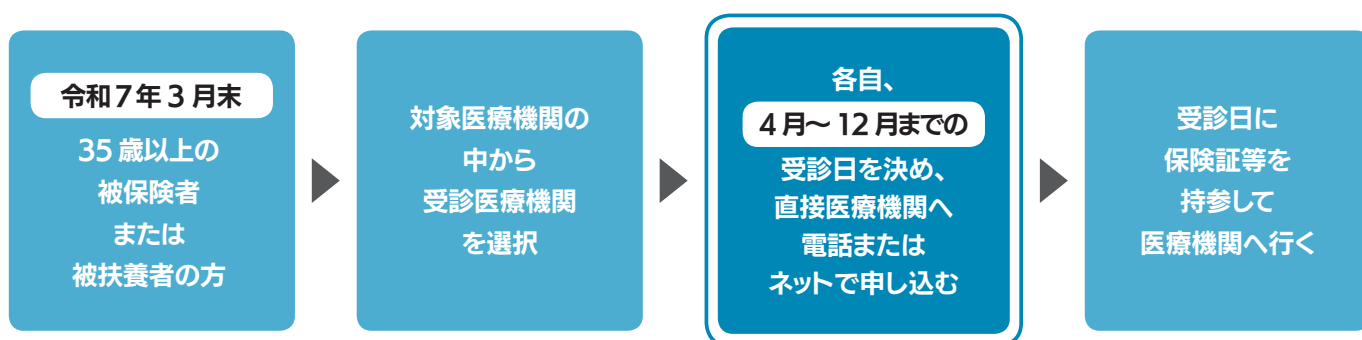 令和7年3月末
35歳以上の
被保険者
または
被扶養者の方
対象医療機関の
中から
受診医療機関
を選択
各自、
4月〜12月までの
受診日を決め、
直接医療機関へ
電話または
ネットで申し込む
受診日に
保険証等を
持参して
医療機関へ行く